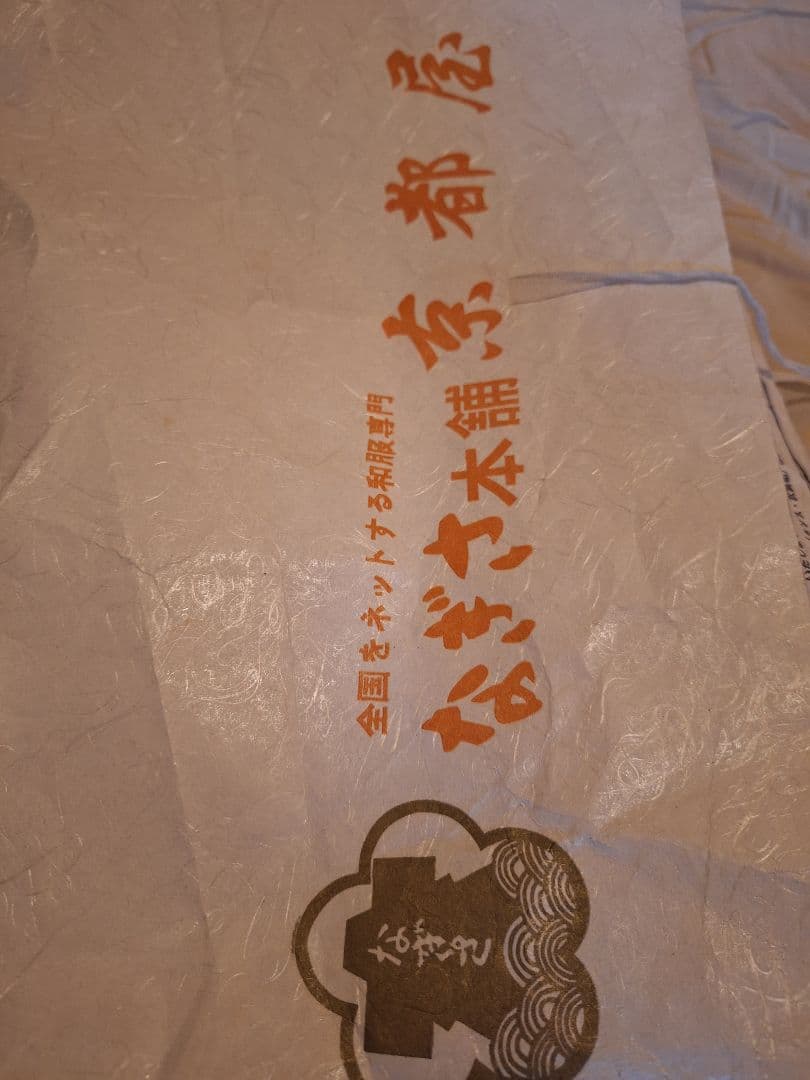 全国をネットする和服専門
なぎさ本舗 京都屋
なぎさ